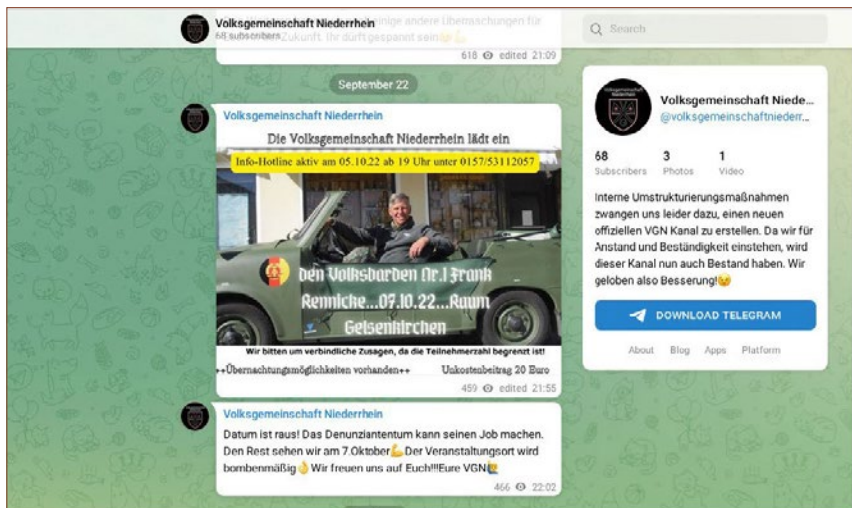 Volksgemeinschaft Niederrhein
68 subscribers
einige andere Überraschungen für
Zukunft. Ihr dürft gespannt sein
618 edited 21:09
September 22
Volksgemeinschaft Niederrhein
Die Volksgemeinschaft Niederrhein lädt ein
Info-Hotline aktiv am 05.10.22 ab 19 Uhr unter 0157/53112057
den Volksbarden Nr.1 Frank
Rennicke...07.10.22...Raum
Gelsenkirchen
Wir bitten um verbindliche Zusagen, da die Teilnehmerzahl begrenzt ist!
++Übernachtungsmöglichkeiten vorhanden++ Unkostenbeitrag 20 Euro
459 edited 21:55
Volksgemeinschaft Niederrhein
Datum ist raus! Das Denunziantentum kann seinen Job machen.
Den Rest sehen wir am 7.Oktober💪Der Veranstaltungsort wird
bombenmäßig👌Wir freuen uns auf Euch!!!Eure VGN
466 22:02
Search
Volksgemeinschaft Niede...
@volksgemeinschaftniederr...
68 3 1
Subscribers Photos Video
Interne Umstrukturierungsmaßnahmen
zwangen uns leider dazu, einen neuen
offiziellen VGN Kanal zu erstellen. Da wir für
Anstand und Beständigkeit einstehen, wird
dieser Kanal nun auch Bestand haben. Wir
geloben also Besserung!😉
DOWNLOAD TELEGRAM
About Blog Apps Platform